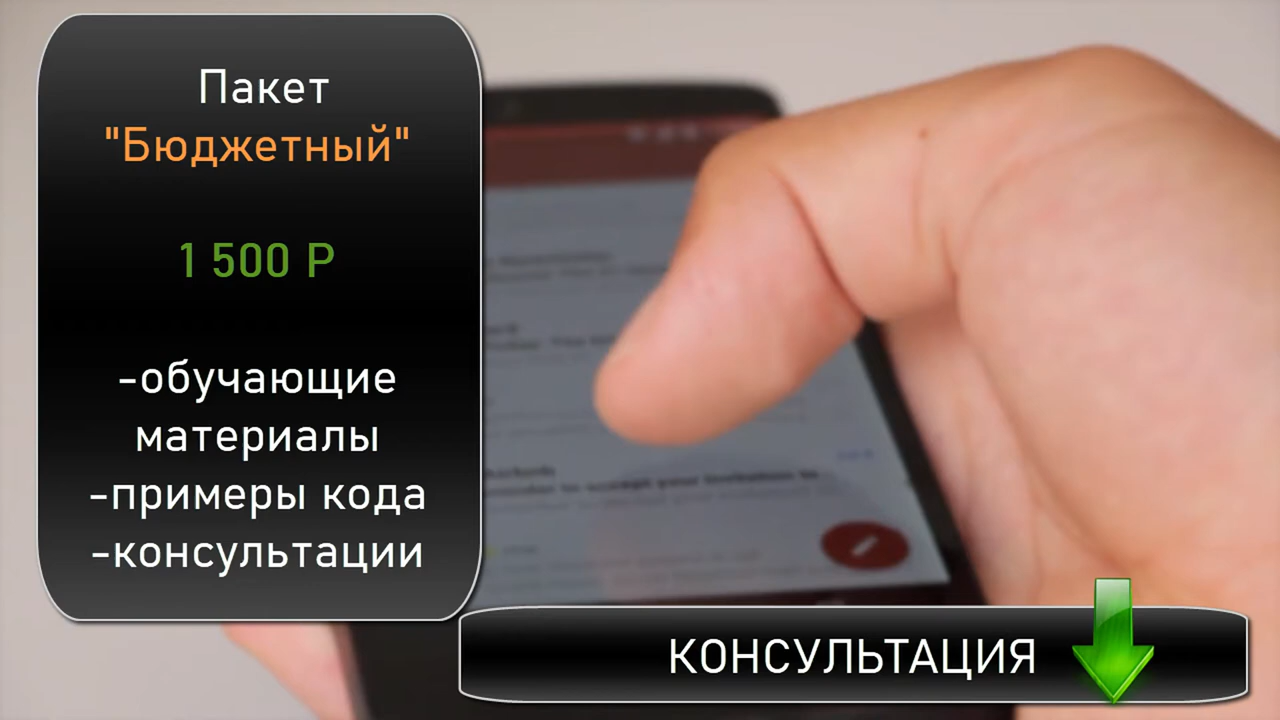 Пакет
"Бюджетный"
1 500 Р
-обучающие
материалы
-примеры кода
-консультации
КОНСУЛЬТАЦИЯ